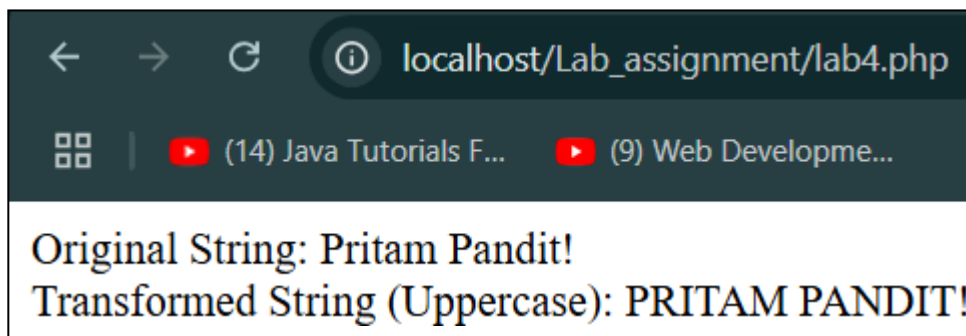 localhost/Lab_assignment/lab4.php
(14) Java Tutorials F... (9) Web Developme...
Original String: Pritam Pandit!
Transformed String (Uppercase): PRITAM PANDIT!